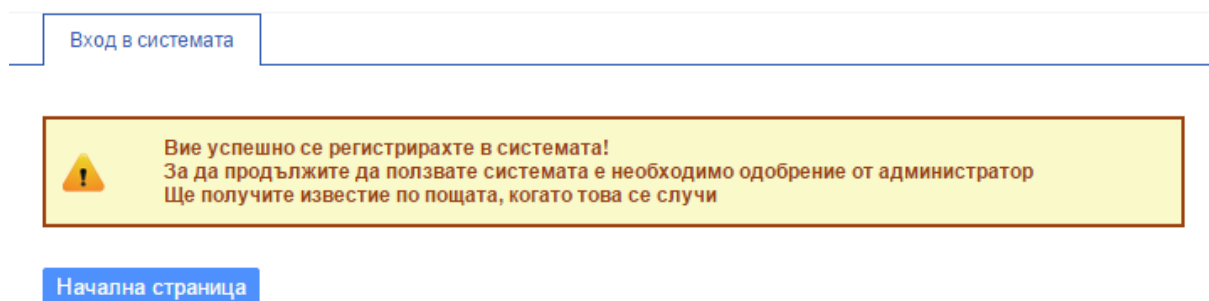 Вход в системата
Вие успешно се регистрирахте в системата!
За да продължите да ползвате системата е необходимо одобрение от администратор
Ще получите известие по пощата, когато това се случи
Начална страница